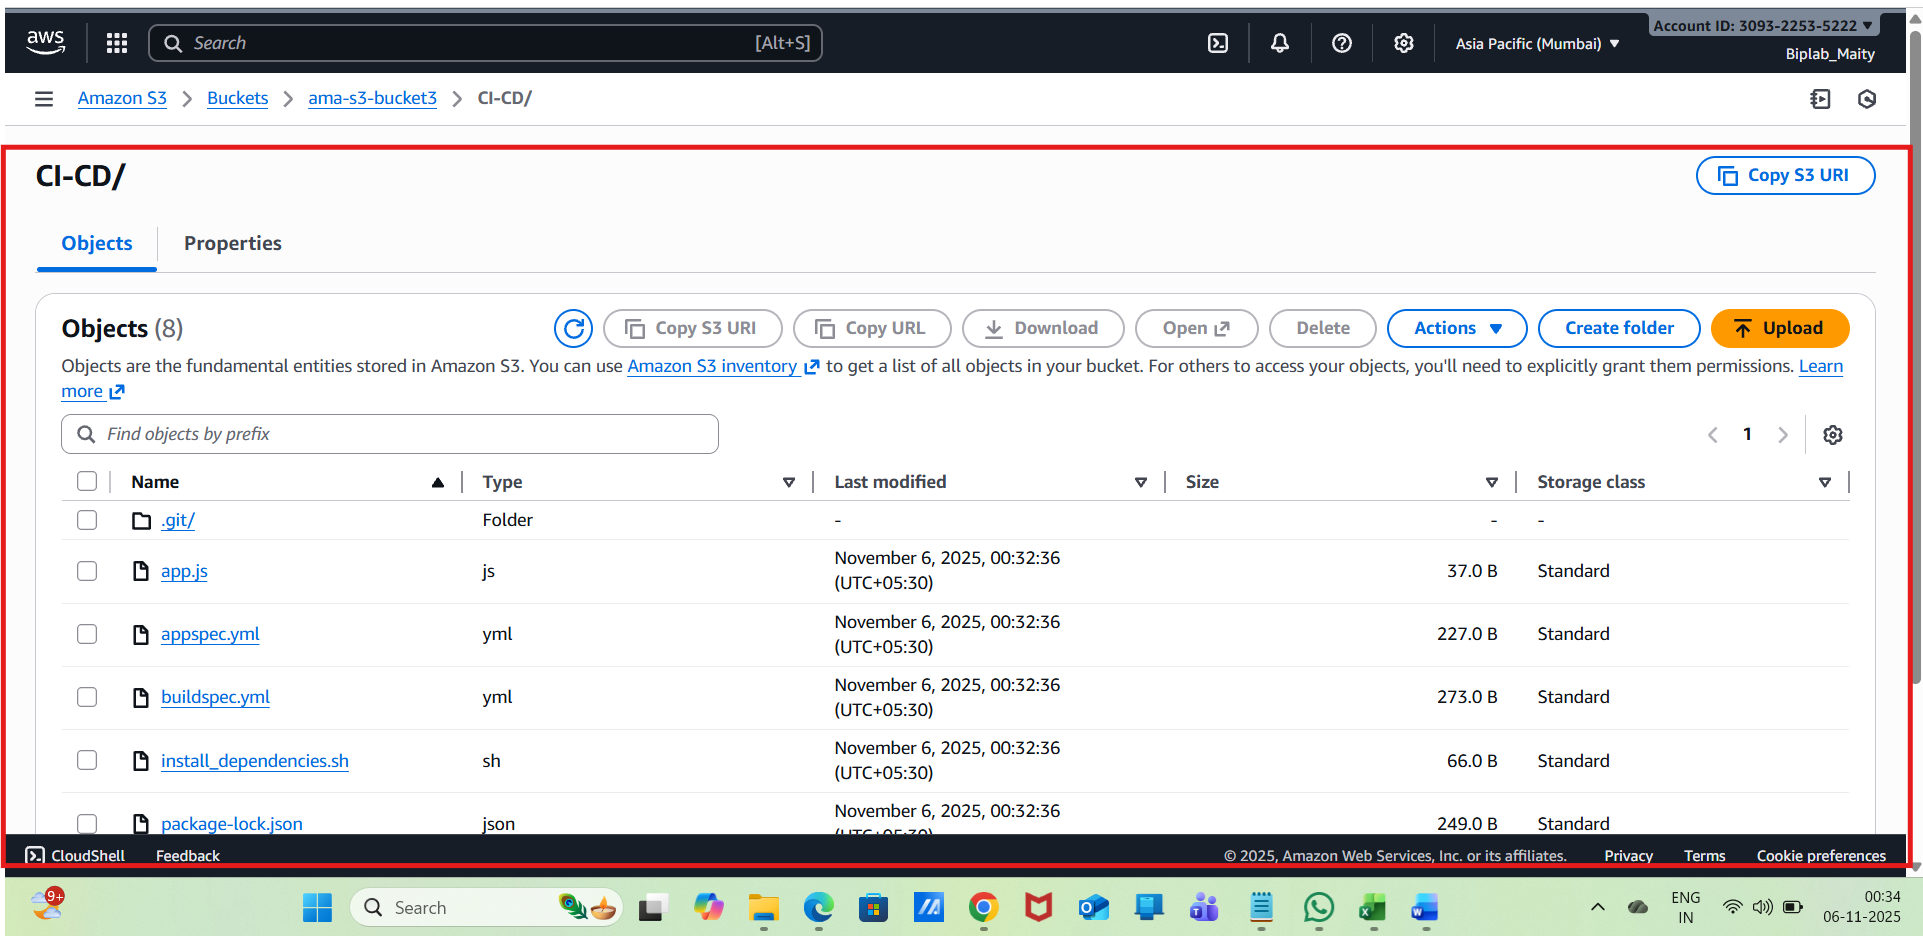 aws
Search [Alt+S]
Asia Pacific (Mumbai)
Account ID: 3093-2253-5222
Biplab_Maity
Amazon S3 > Buckets > ama-s3-bucket3 > CI-CD/
CI-CD/
Copy S3 URI
Objects Properties
Objects (8)
Copy S3 URI Copy URL Download Open Delete Actions Create folder Upload
Objects are the fundamental entities stored in Amazon S3. You can use Amazon S3 inventory to get a list of all objects in your bucket. For others to access your objects, you'll need to explicitly grant them permissions. Learn
more
Find objects by prefix
1
Name Type Last modified Size Storage class
.git/ Folder - - -
app.js js November 6, 2025, 00:32:36 (UTC+05:30) 37.0 B Standard
appspec.yml yml November 6, 2025, 00:32:36 (UTC+05:30) 227.0 B Standard
buildspec.yml yml November 6, 2025, 00:32:36 (UTC+05:30) 273.0 B Standard
install_dependencies.sh sh November 6, 2025, 00:32:36 (UTC+05:30) 66.0 B Standard
package-lock.json json November 6, 2025, 00:32:36 (UTC+05:30) 249.0 B Standard
CloudShell Feedback © 2025, Amazon Web Services, Inc. or its affiliates. Privacy Terms Cookie preferences
9+
Search
ENG
IN
00:34
06-11-2025